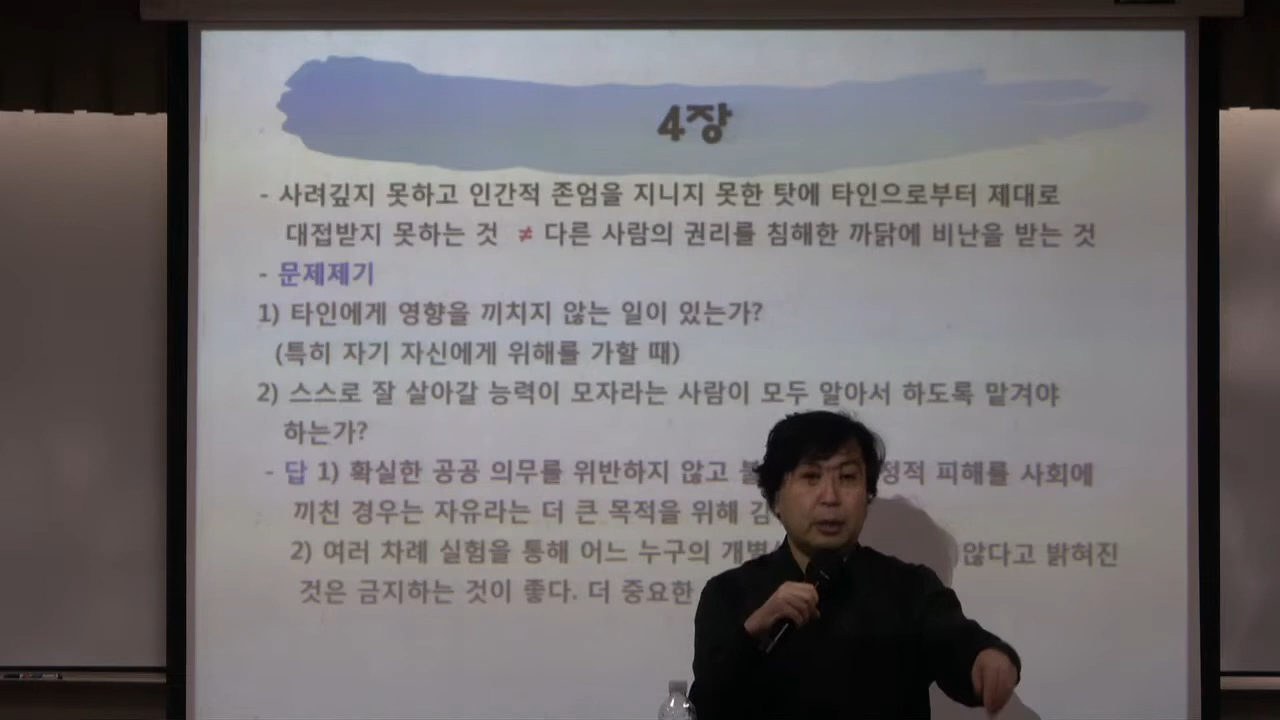 4장
- 사려깊지 못하고 인간적 존엄을 지니지 못한 탓에 타인으로부터 제대로
대접받지 못하는 것 ≠ 다른 사람의 권리를 침해한 까닭에 비난을 받는 것
- 문제제기
1) 타인에게 영향을 끼치지 않는 일이 있는가?
(특히 자기 자신에게 위해를 가할 때)
2) 스스로 잘 살아갈 능력이 모자라는 사람이 모두 알아서 하도록 맡겨야
하는가?
- 답 1) 확실한 공공 의무를 위반하지 않고 피해를 사회에
끼친 경우는 자유라는 더 큰 목적을 위해
2) 여러 차례 실험을 통해 어느 누구의 않다고 밝혀진
것은 금지하는 것이 좋다. 더 중요한